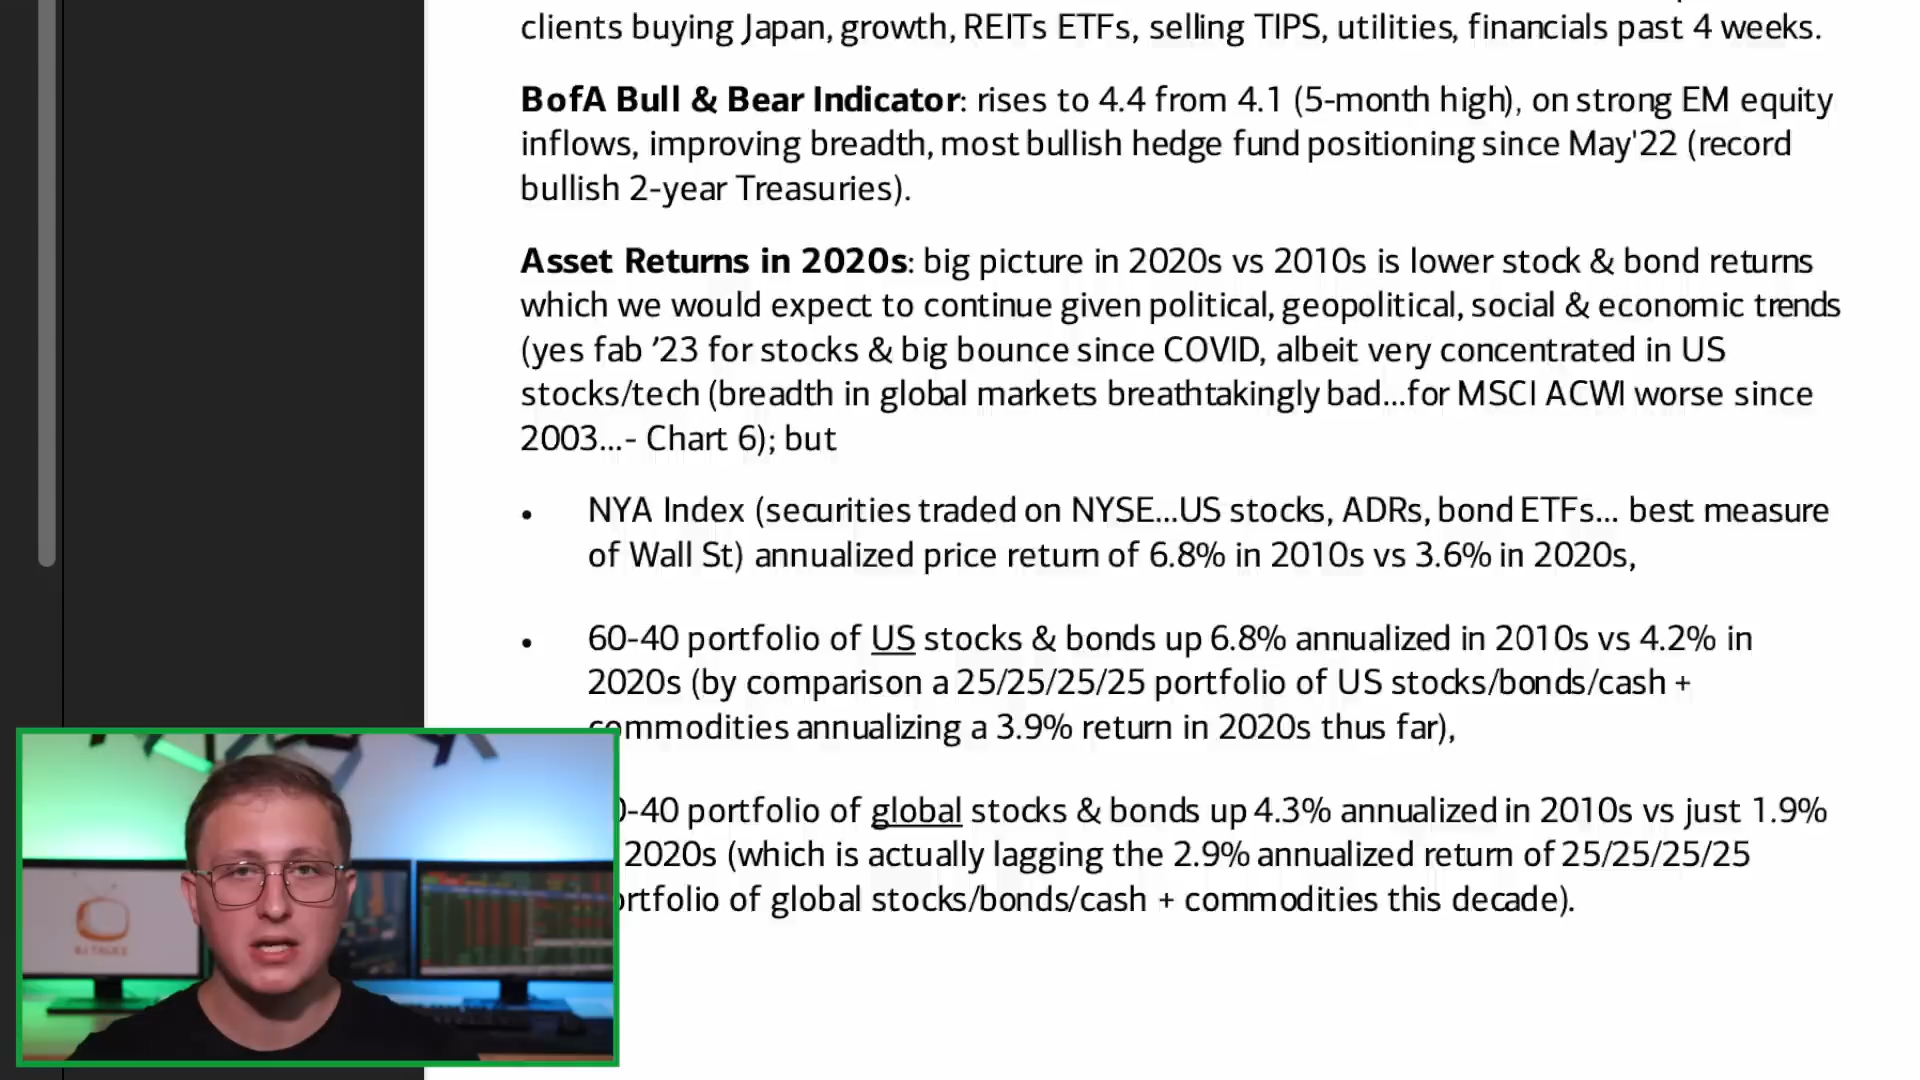 clients buying Japan, growth, REITs ETFs, selling TIPS, utilities, financials past 4 weeks.
BofA Bull & Bear Indicator: rises to 4.4 from 4.1 (5-month high), on strong EM equity
inflows, improving breadth, most bullish hedge fund positioning since May'22 (record
bullish 2-year Treasuries).
Asset Returns in 2020s: big picture in 2020s vs 2010s is lower stock & bond returns
which we would expect to continue given political, geopolitical, social & economic trends
(yes fab ’23 for stocks & big bounce since COVID, albeit very concentrated in US
stocks/tech (breadth in global markets breathtakingly bad...for MSCI ACWI worse since
2003...- Chart 6); but
• NYA Index (securities traded on NYSE...US stocks, ADRs, bond ETFs... best measure
of Wall St) annualized price return of 6.8% in 2010s vs 3.6% in 2020s,
• 60-40 portfolio of US stocks & bonds up 6.8% annualized in 2010s vs 4.2% in
2020s (by comparison a 25/25/25/25 portfolio of US stocks/bonds/cash +
commodities annualizing a 3.9% return in 2020s thus far),
0-40 portfolio of global stocks & bonds up 4.3% annualized in 2010s vs just 1.9%
2020s (which is actually lagging the 2.9% annualized return of 25/25/25/25
ortfolio of global stocks/bonds/cash + commodities this decade).